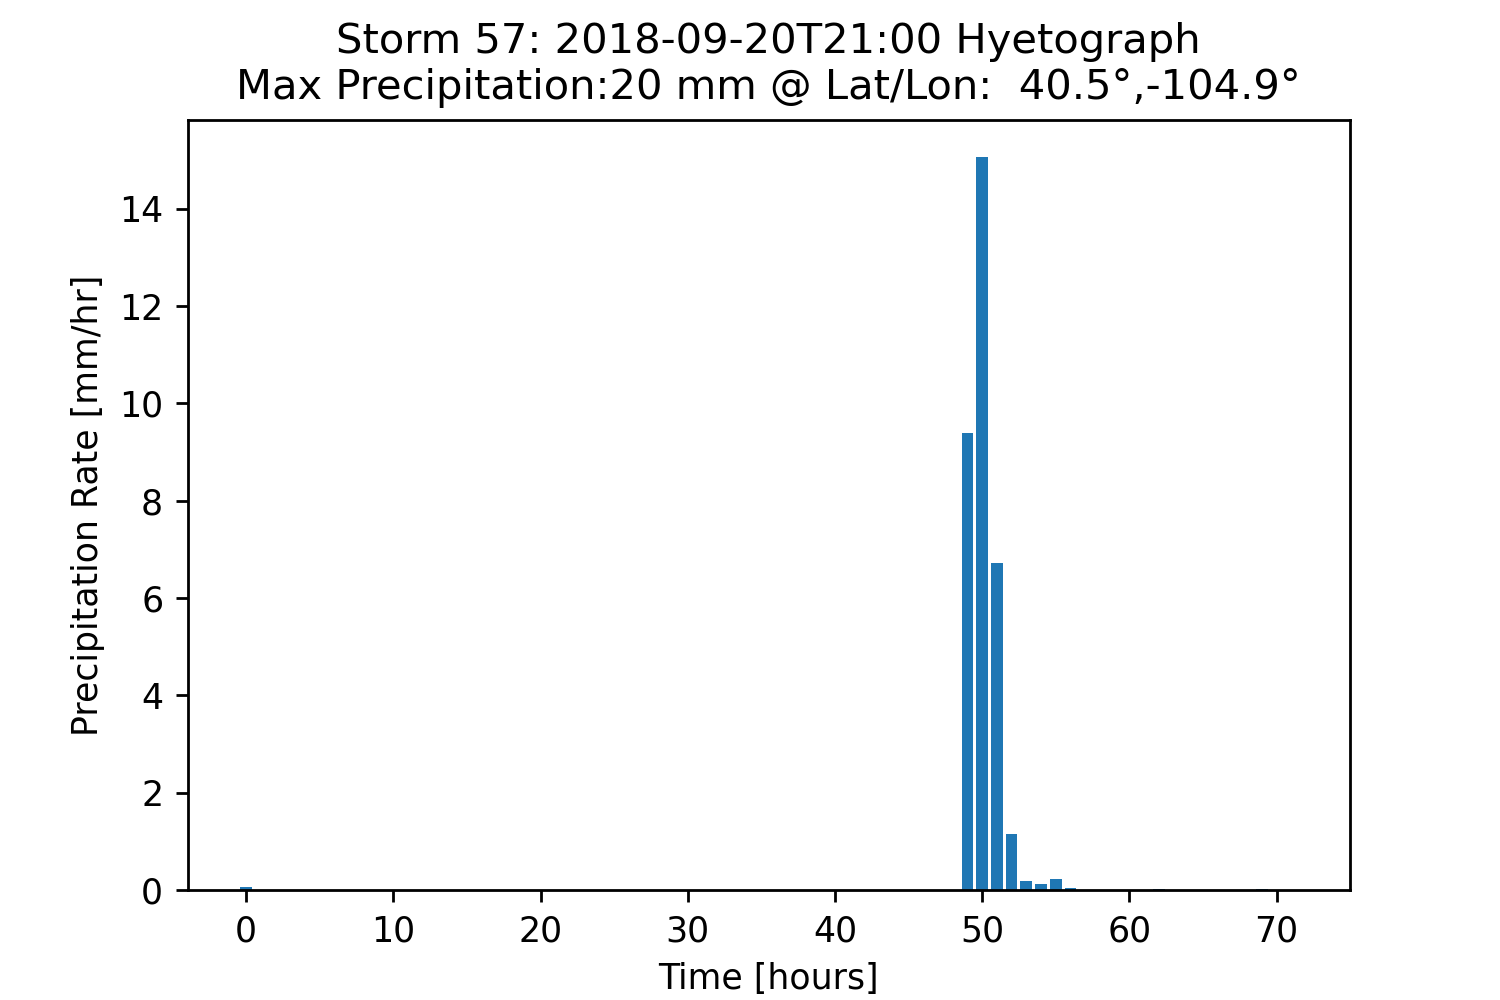 Storm 57: 2018-09-20T21:00 Hyetograph
Max Precipitation:20 mm @ Lat/Lon:  40.5°,-104.9°
Precipitation Rate [mm/hr]
14
12
10
8
6
4
2
0
0 10 20 30 40 50 60 70
Time [hours]